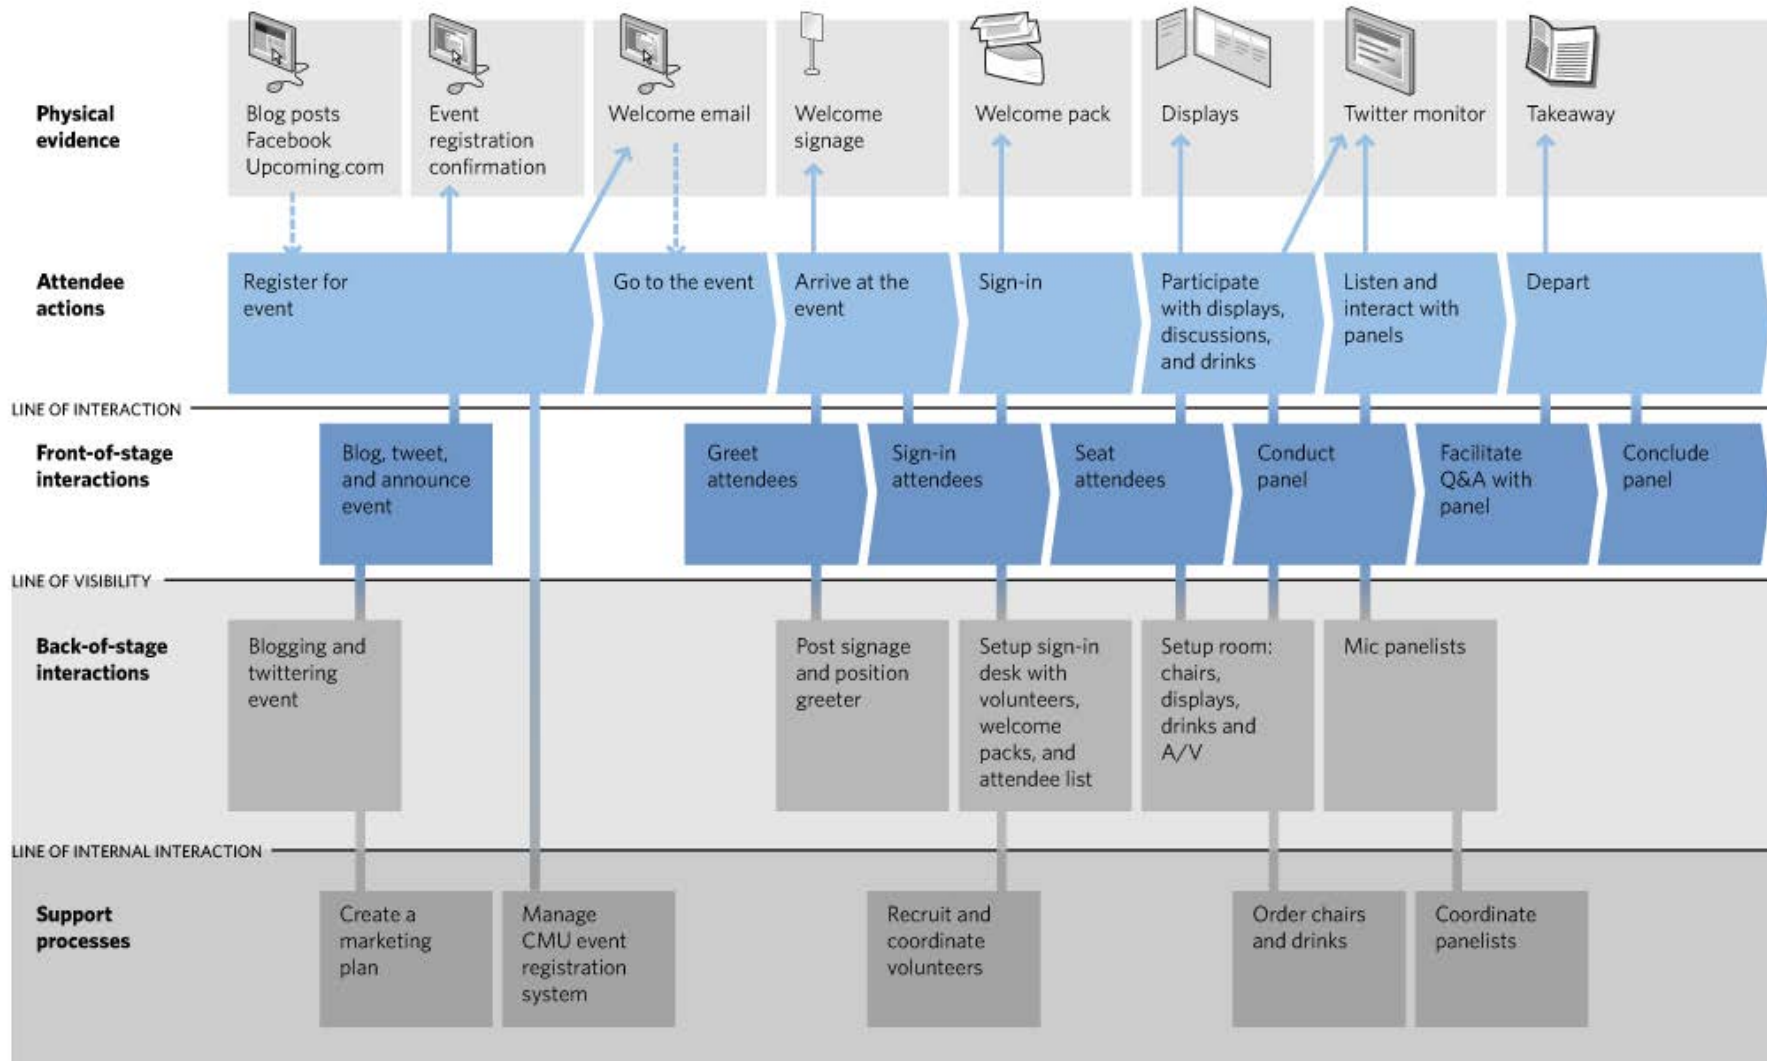 Physical
evidence
Blog posts
Facebook
Upcoming.com
Event
registration
confirmation
Welcome email
Welcome
signage
Welcome pack
Displays
Twitter monitor
Takeaway
Attendee
actions
Register for
event
Go to the event
Arrive at the
event
Sign-in
Participate
with displays,
discussions,
and drinks
Listen and
interact with
panels
Depart
LINE OF INTERACTION
Front-of-stage
interactions
Blog, tweet,
and announce
event
Greet
attendees
Sign-in
attendees
Seat
attendees
Conduct
panel
Facilitate
Q&A with
panel
Conclude
panel
LINE OF VISIBILITY
Back-of-stage
interactions
Blogging and
twittering
event
Post signage
and position
greeter
Setup sign-in
desk with
volunteers,
welcome
packs, and
attendee list
Setup room:
chairs,
displays,
drinks and
A/V
Mic panelists
LINE OF INTERNAL INTERACTION
Support
processes
Create a
marketing
plan
Manage
CMU event
registration
system
Recruit and
coordinate
volunteers
Order chairs
and drinks
Coordinate
panelists